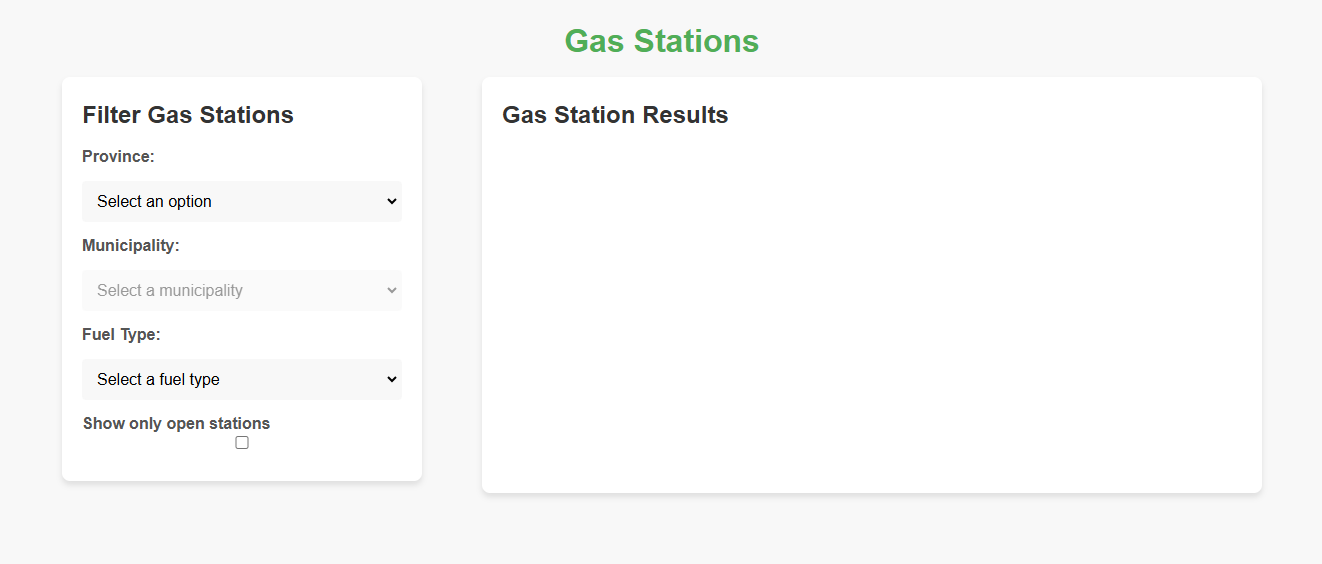 Gas Stations
Filter Gas Stations
Province:
Select an option
Municipality:
Select a municipality
Fuel Type:
Select a fuel type
Show only open stations
Gas Station Results